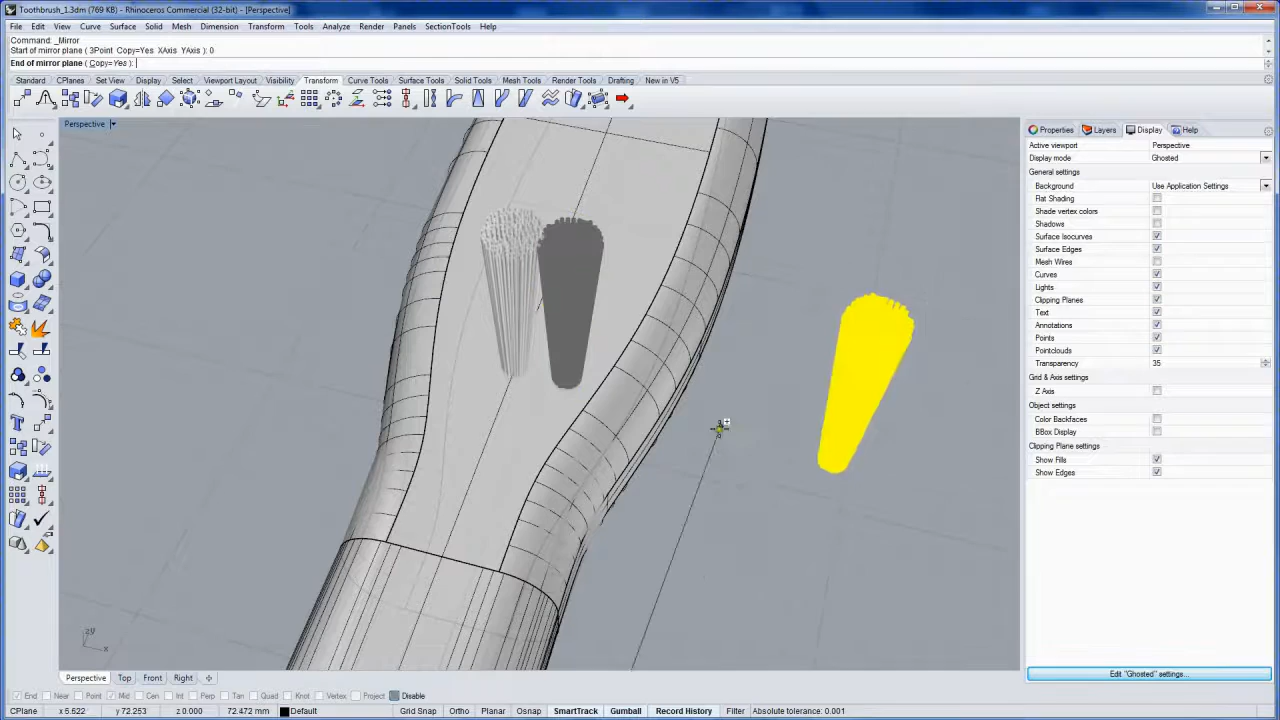 Toothbrush_1.3dm (769 KB) - Rhinoceros Commercial (32-bit) - [Perspective]
File Edit View Curve Surface Solid Mesh Dimension Transform Tools Analyze Render Panels SectionTools Help
Command: _Mirror
Start of mirror plane ( 3Point Copy=Yes XAxis YAxis ): 0
End of mirror plane ( Copy=Yes ):
Standard CPlanes Set View Display Select Viewport Layout Visibility Transform Curve Tools Surface Tools Solid Tools Mesh Tools Render Tools Drafting New in V5
Perspective
Properties Layers Display Help
Active viewport Perspective
Display mode Ghosted
General settings
Background Use Application Settings
Flat Shading
Shade vertex colors
Shadows
Surface Isocurves
Surface Edges
Mesh Wires
Curves
Lights
Clipping Planes
Text
Annotations
Points
Pointclouds
Transparency 35
Grid & Axis settings
Z Axis
Object settings
Color Backfaces
BBox Display
Clipping Plane settings
Show Fills
Show Edges
zy
x
Edit "Ghosted" settings...
Perspective Top Front Right
End Near Point Mid Cen Int Perp Tan Quad Knot Vertex Project Disable
CPlane x 5.622 y 72.253 z 0.000 72.472 mm Default Grid Snap Ortho Planar Osnap SmartTrack Gumball Record History Filter Absolute tolerance: 0.001